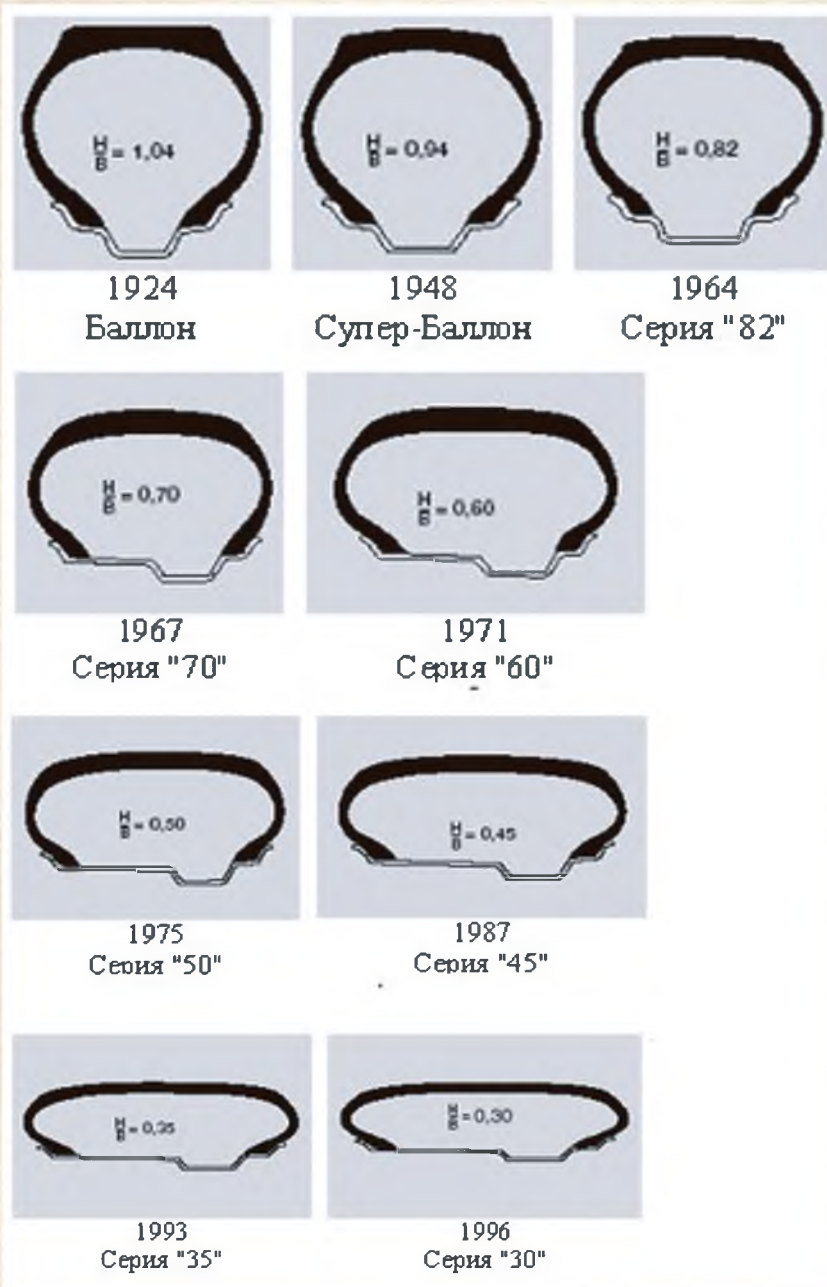 H/B = 1,04
H/B = 0,94
H/B = 0,82
1924
Баллон
1948
Супер-Баллон
1964
Серия "82"
H/B = 0,70
H/B = 0,60
1967
Серия "70"
1971
Серия "60"
H/B = 0,50
H/B = 0,45
1975
Серия "50"
1987
Серия "45"
H/B = 0,35
H/B = 0,30
1993
Серия "35"
1996
Серия "30"